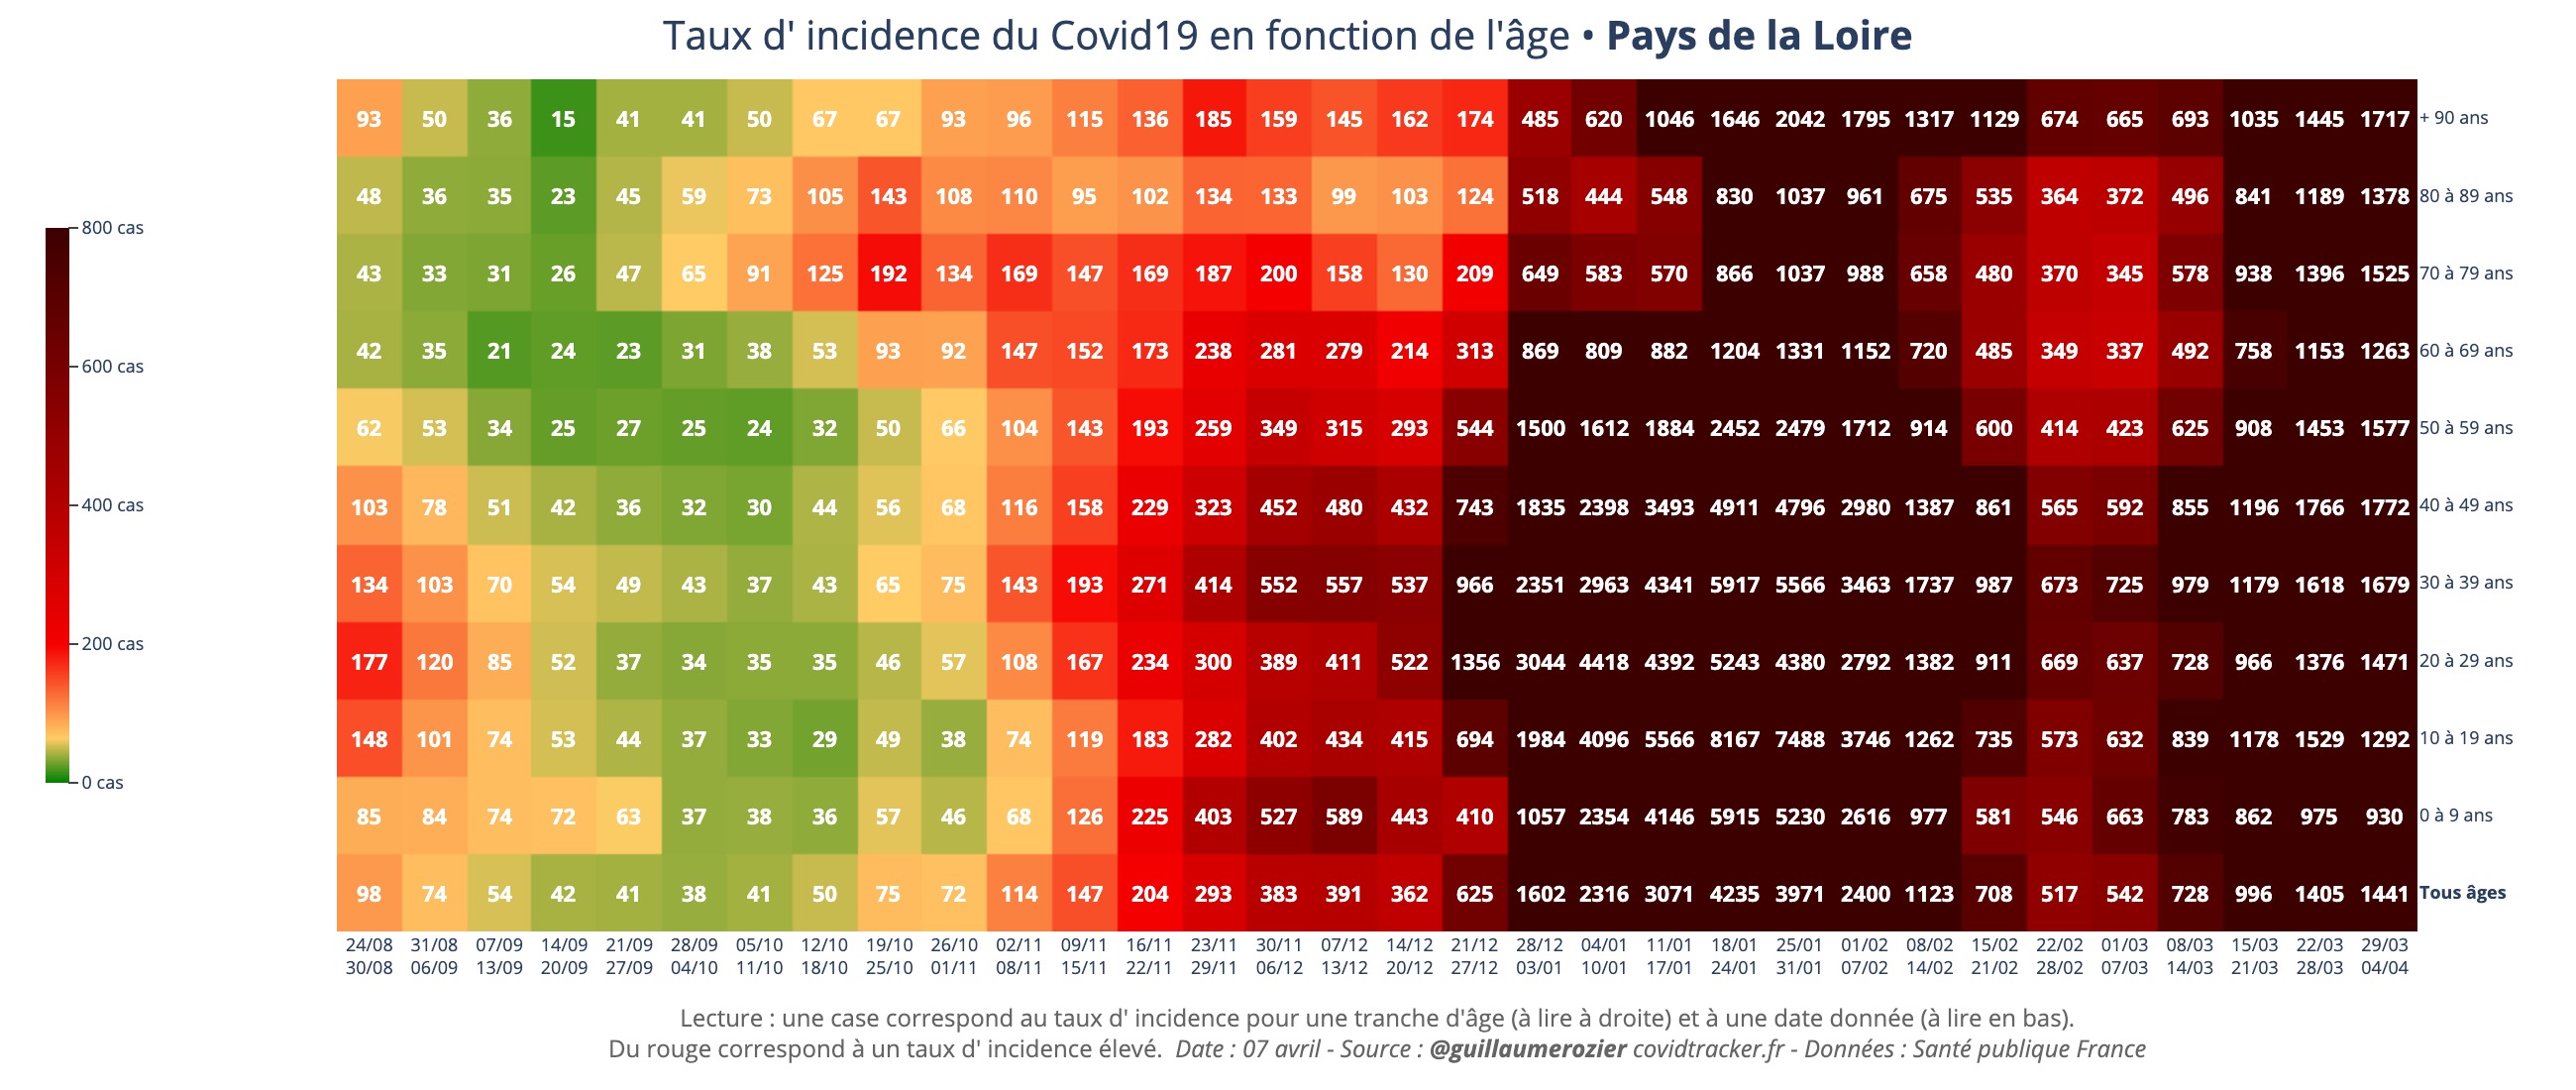 Taux d' incidence du Covid19 en fonction de l'âge • Pays de la Loire
93 50 36 15 41 41 50 67 67 93 96 115 136 185 159 145 162 174 485 620 1046 1646 2042 1795 1317 1129 674 665 693 1035 1445 1717 + 90 ans
48 36 35 23 45 59 73 105 143 108 110 95 102 134 133 99 103 124 518 444 548 830 1037 961 675 535 364 372 496 841 1189 1378 80 à 89 ans
800 cas
43 33 31 26 47 65 91 125 192 134 169 147 169 187 200 158 130 209 649 583 570 866 1037 988 658 480 370 345 578 938 1396 1525 70 à 79 ans
42 35 21 24 23 31 38 53 93 92 147 152 173 238 281 279 214 313 869 809 882 1204 1331 1152 720 485 349 337 492 758 1153 1263 60 à 69 ans
600 cas
62 53 34 25 27 25 24 32 50 66 104 143 193 259 349 315 293 544 1500 1612 1884 2452 2479 1712 914 600 414 423 625 908 1453 1577 50 à 59 ans
400 cas
103 78 51 42 36 32 30 44 56 68 116 158 229 323 452 480 432 743 1835 2398 3493 4911 4796 2980 1387 861 565 592 855 1196 1766 1772 40 à 49 ans
134 103 70 54 49 43 37 43 65 75 143 193 271 414 552 557 537 966 2351 2963 4341 5917 5566 3463 1737 987 673 725 979 1179 1618 1679 30 à 39 ans
200 cas
177 120 85 52 37 34 35 35 46 57 108 167 234 300 389 411 522 1356 3044 4418 4392 5243 4380 2792 1382 911 669 637 728 966 1376 1471 20 à 29 ans
148 101 74 53 44 37 33 29 49 38 74 119 183 282 402 434 415 694 1984 4096 5566 8167 7488 3746 1262 735 573 632 839 1178 1529 1292 10 à 19 ans
0 cas
85 84 74 72 63 37 38 36 57 46 68 126 225 403 527 589 443 410 1057 2354 4146 5915 5230 2616 977 581 546 663 783 862 975 930 0 à 9 ans
98 74 54 42 41 38 41 50 75 72 114 147 204 293 383 391 362 625 1602 2316 3071 4235 3971 2400 1123 708 517 542 728 996 1405 1441 Tous âges
24/08 31/08 07/09 14/09 21/09 28/09 05/10 12/10 19/10 26/10 02/11 09/11 16/11 23/11 30/11 07/12 14/12 21/12 28/12 04/01 11/01 18/01 25/01 01/02 08/02 15/02 22/02 01/03 08/03 15/03 22/03 29/03
30/08 06/09 13/09 20/09 27/09 04/10 11/10 18/10 25/10 01/11 08/11 15/11 22/11 29/11 06/12 13/12 20/12 27/12 03/01 10/01 17/01 24/01 31/01 07/02 14/02 21/02 28/02 07/03 14/03 21/03 28/03 04/04
Lecture : une case correspond au taux d' incidence pour une tranche d'âge (à lire à droite) et à une date donnée (à lire en bas).
Du rouge correspond à un taux d' incidence élevé. Date : 07 avril - Source : @guillaumerozier covidtracker.fr - Données : Santé publique France